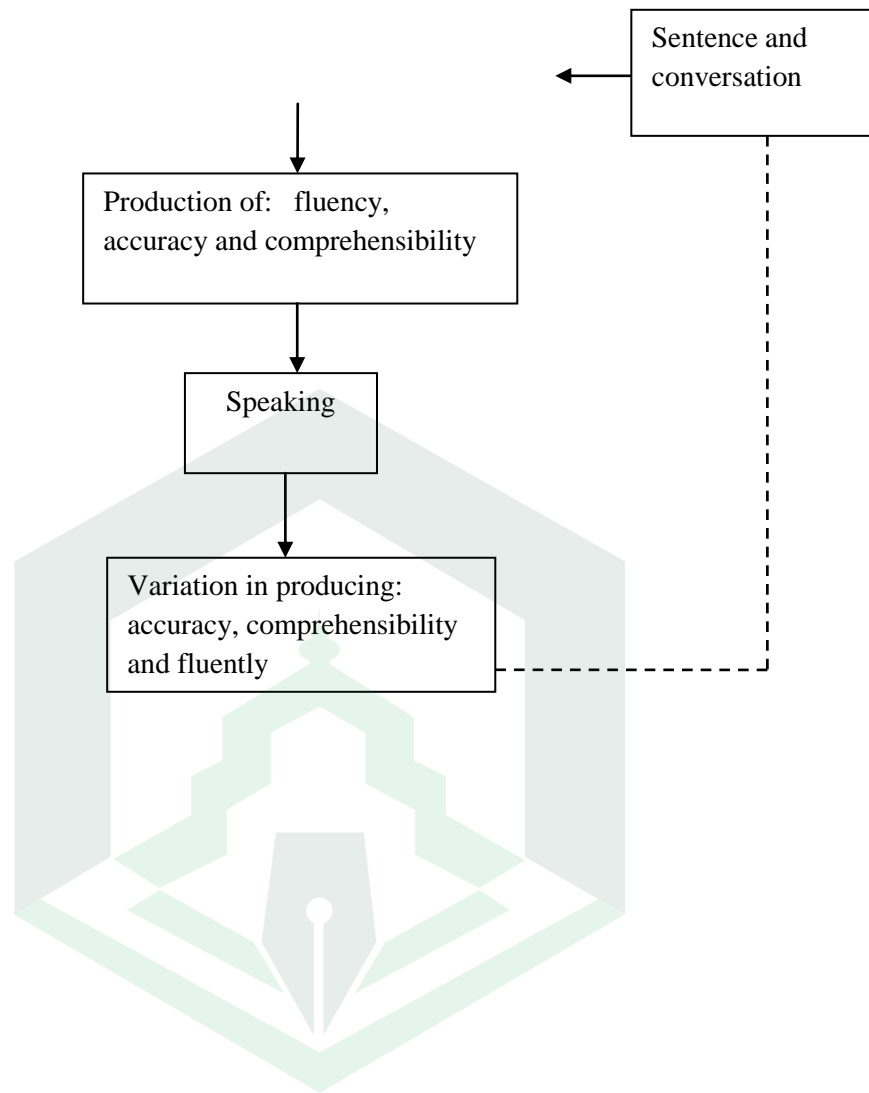 Sentence and
conversation
Production of: fluency,
accuracy and comprehensibility
Speaking
Variation in producing:
accuracy, comprehensibility
and fluently